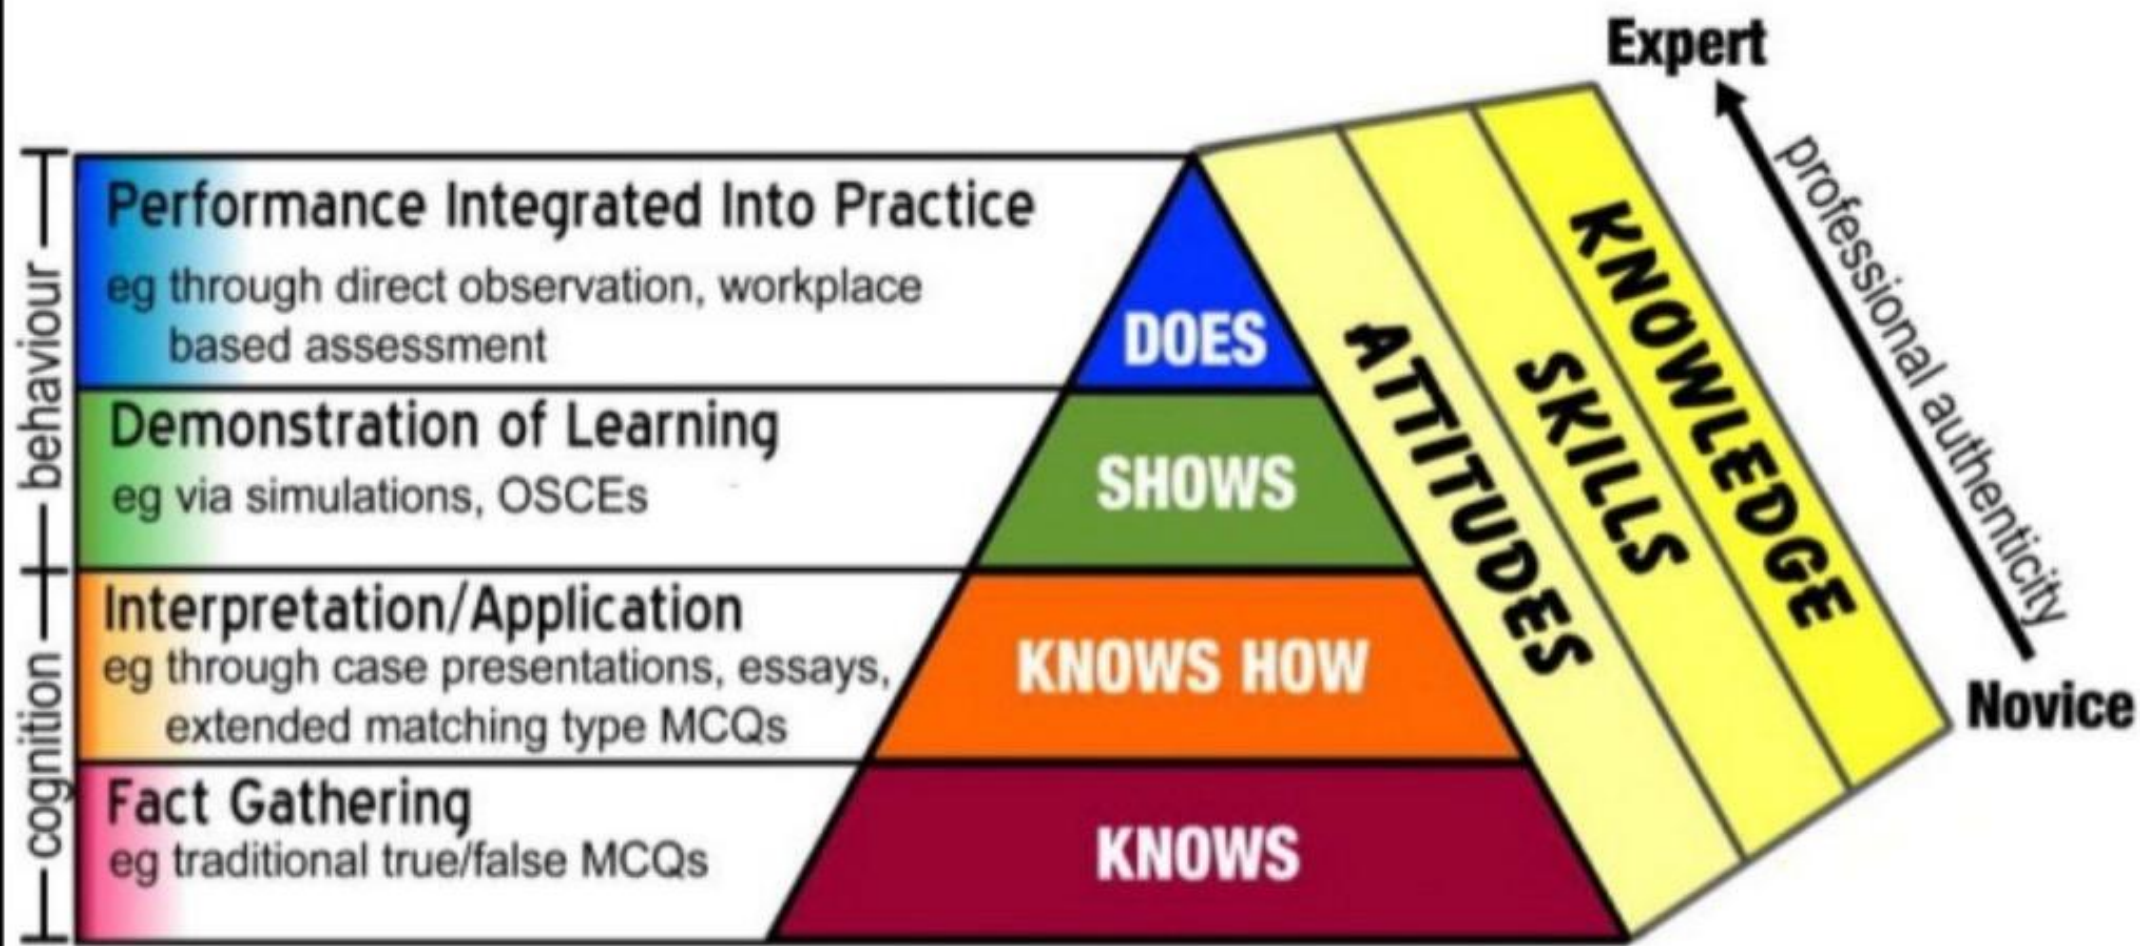 Expert
professional authenticity
Novice
behaviour
cognition
Performance Integrated Into Practice
eg through direct observation, workplace
based assessment
DOES
Demonstration of Learning
eg via simulations, OSCEs
SHOWS
Interpretation/Application
eg through case presentations, essays,
extended matching type MCQs
KNOWS HOW
Fact Gathering
eg traditional true/false MCQs
KNOWS
ATTITUDES
SKILLS
KNOWLEDGE